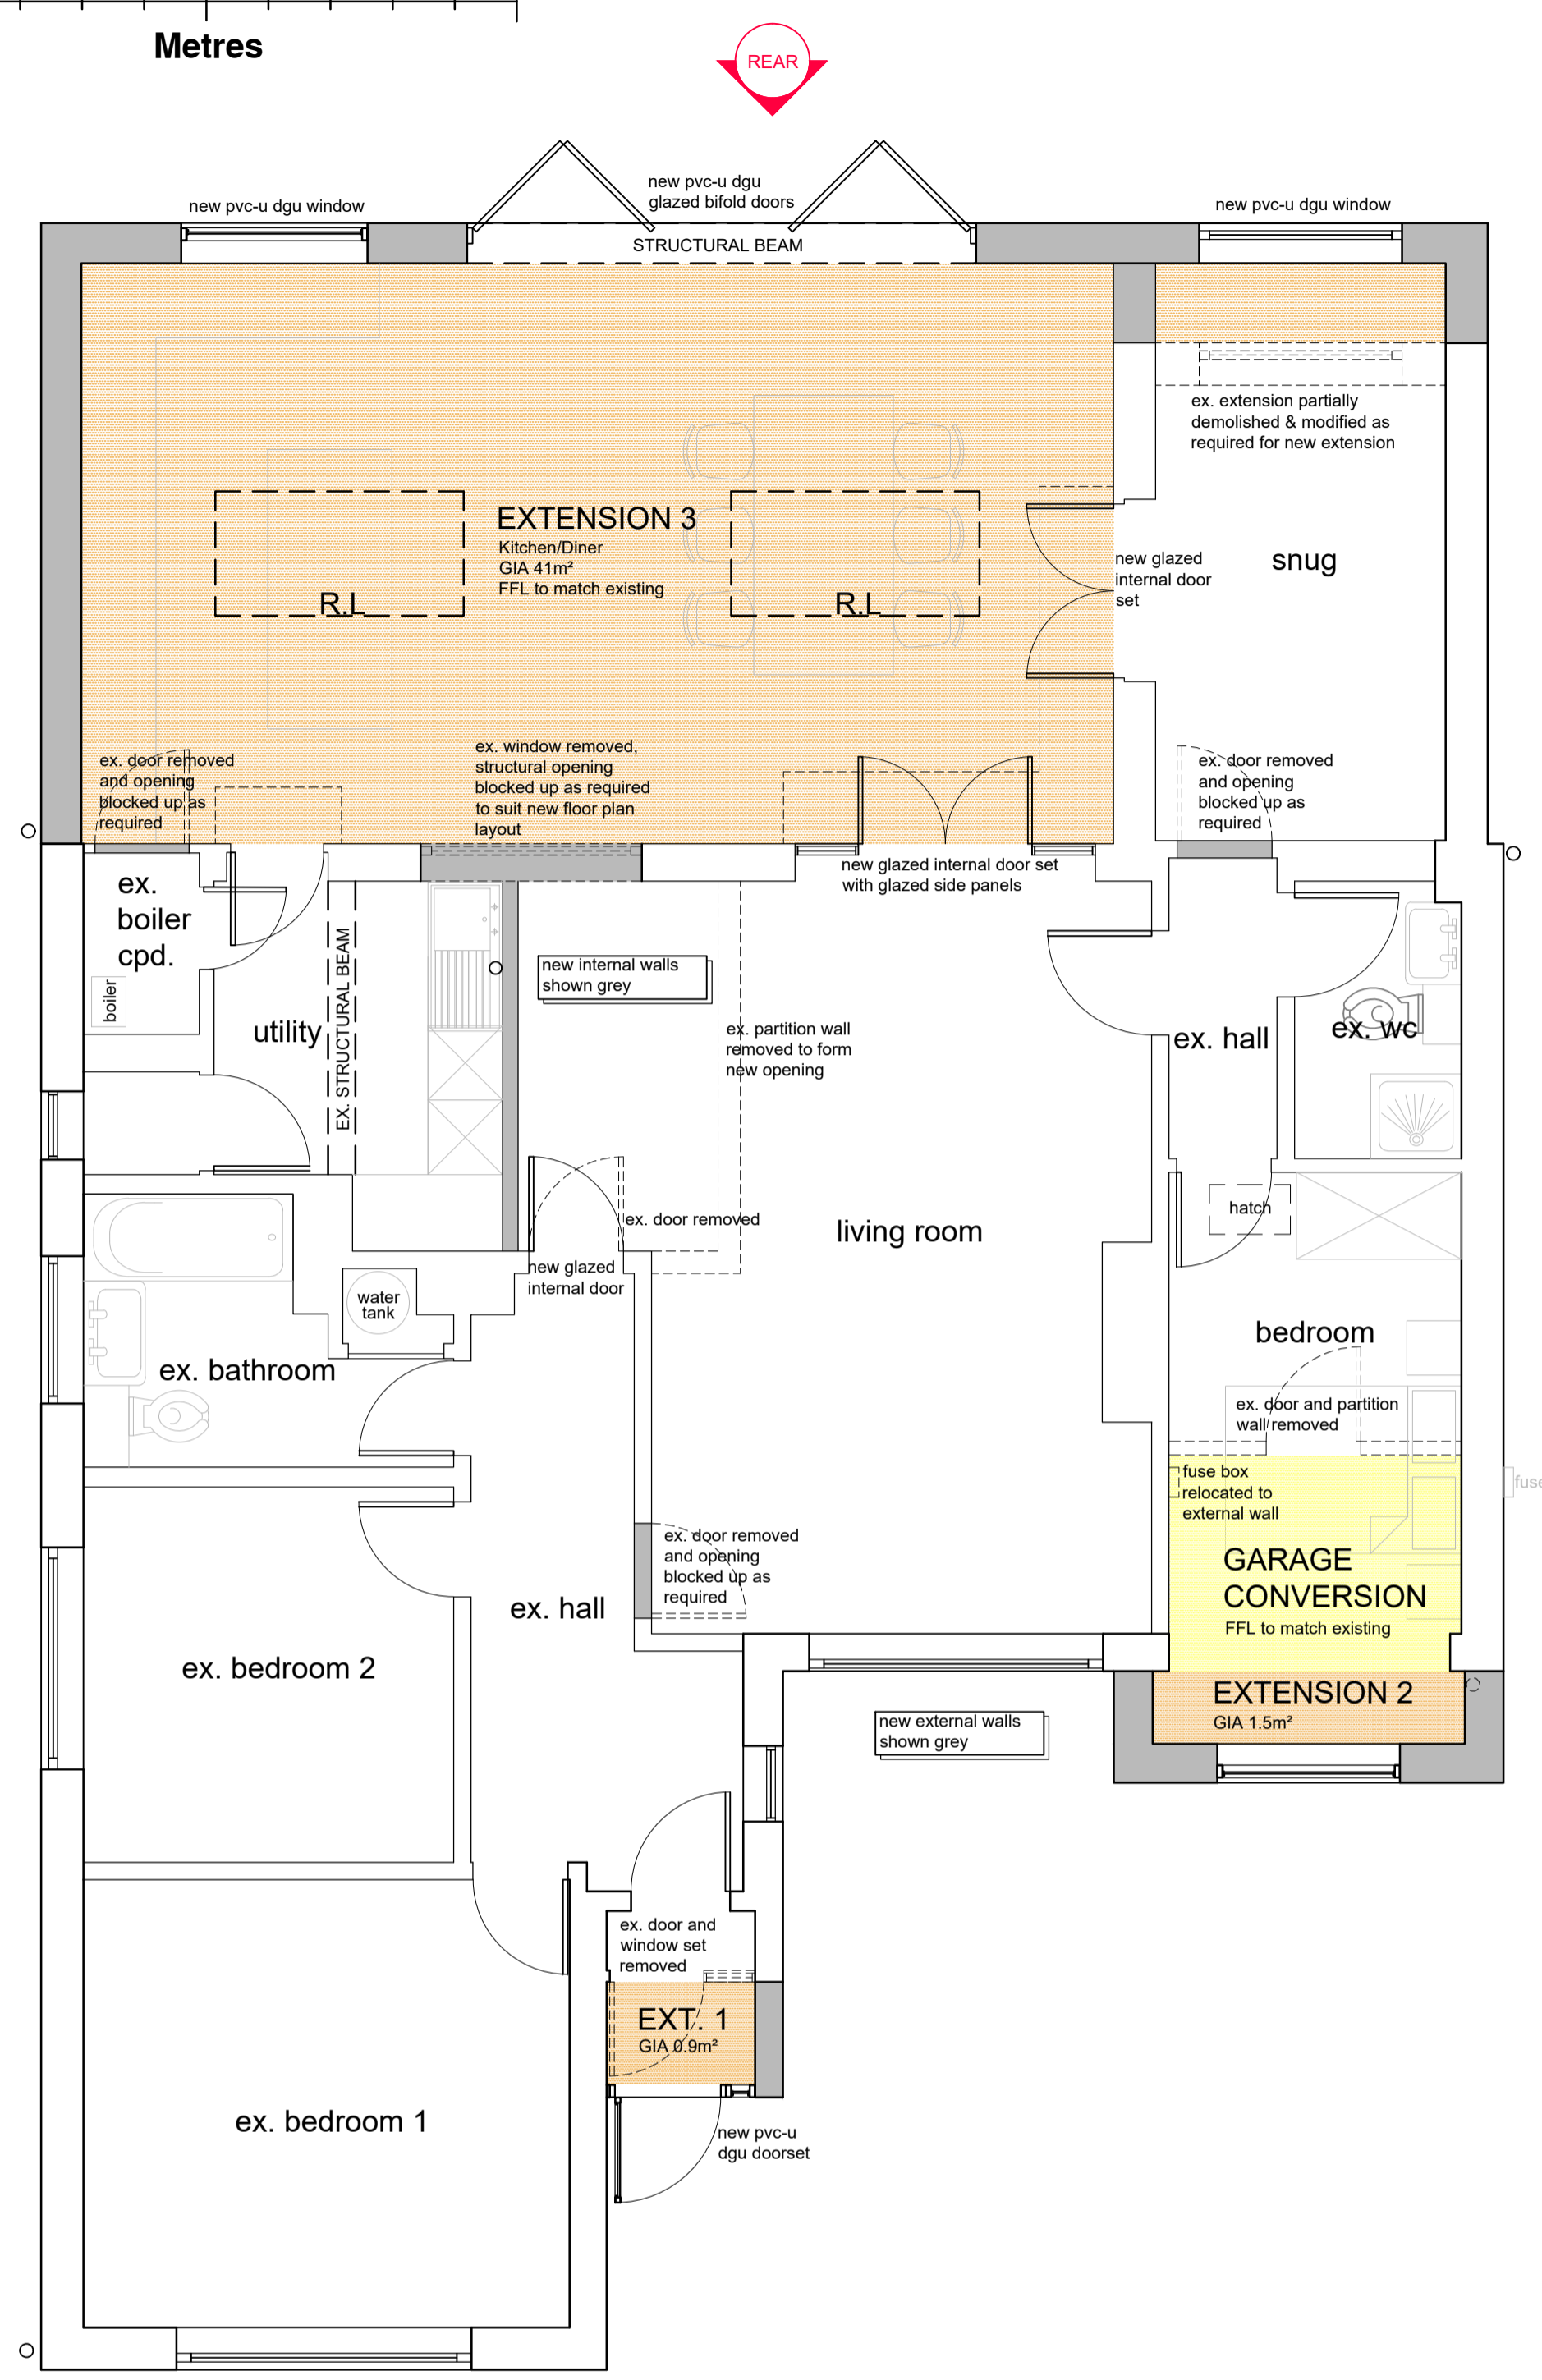 Metres
REAR
new pvc-u dgu
glazed bifold doors
new pvc-u dgu window
new pvc-u dgu window
STRUCTURAL BEAM
ex. extension partially
demolished & modified as
required for new extension
EXTENSION 3
Kitchen/Diner
GIA 41m²
FFL to match existing
R.L
R.L
new glazed
internal door
set
snug
ex. door removed
and opening
blocked up as
required
ex. window removed,
structural opening
blocked up as required
to suit new floor plan
layout
ex. door removed
and opening
blocked up as
required
new glazed internal door set
with glazed side panels
ex.
boiler
cpd.
boiler
utility
EX. STRUCTURAL BEAM
new internal walls
shown grey
ex. partition wall
removed to form
new opening
ex. hall
ex. wc
hatch
ex. door removed
living room
new glazed
internal door
water
tank
bedroom
ex. bathroom
ex. door and partition
wall removed
fuse box
relocated to
external wall
fuse
ex. door removed
and opening
blocked up as
required
GARAGE
CONVERSION
FFL to match existing
ex. hall
ex. bedroom 2
EXTENSION 2
GIA 1.5m²
new external walls
shown grey
ex. door and
window set
removed
EXT. 1
GIA 0.9m²
ex. bedroom 1
new pvc-u
dgu doorset